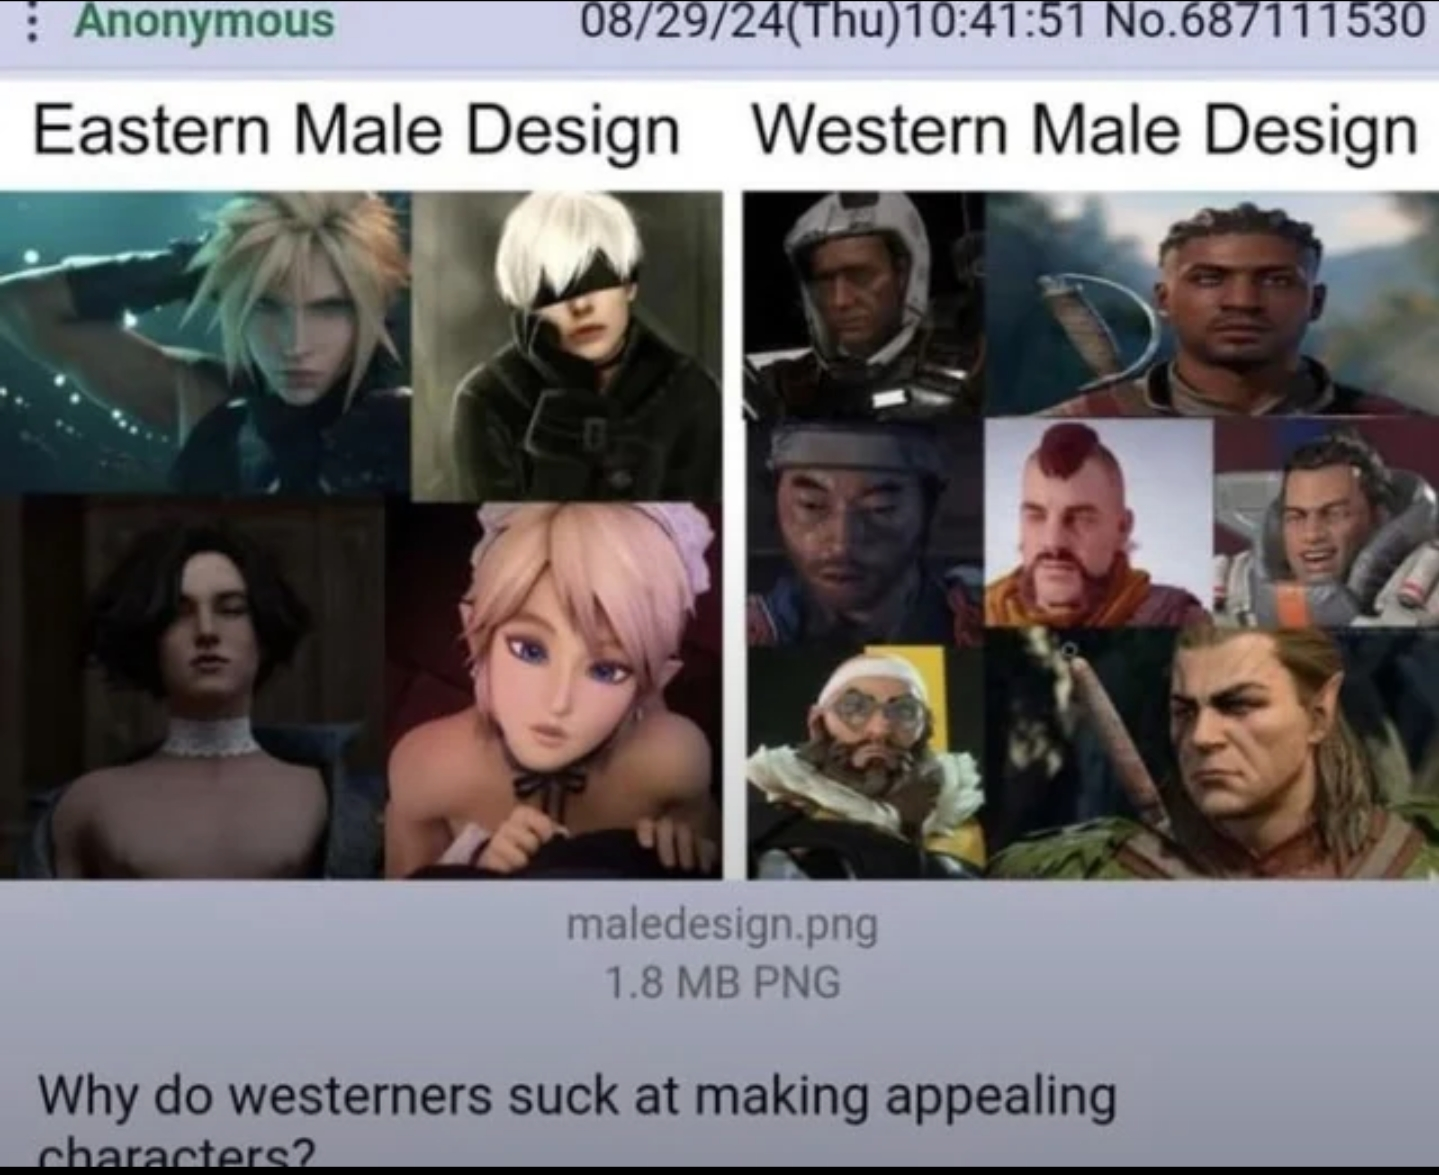 Anonymous 08/29/24(Thu)10:41:51 No.687111530
Eastern Male Design Western Male Design
maledesign.png
1.8 MB PNG
Why do westerners suck at making appealing
characters?